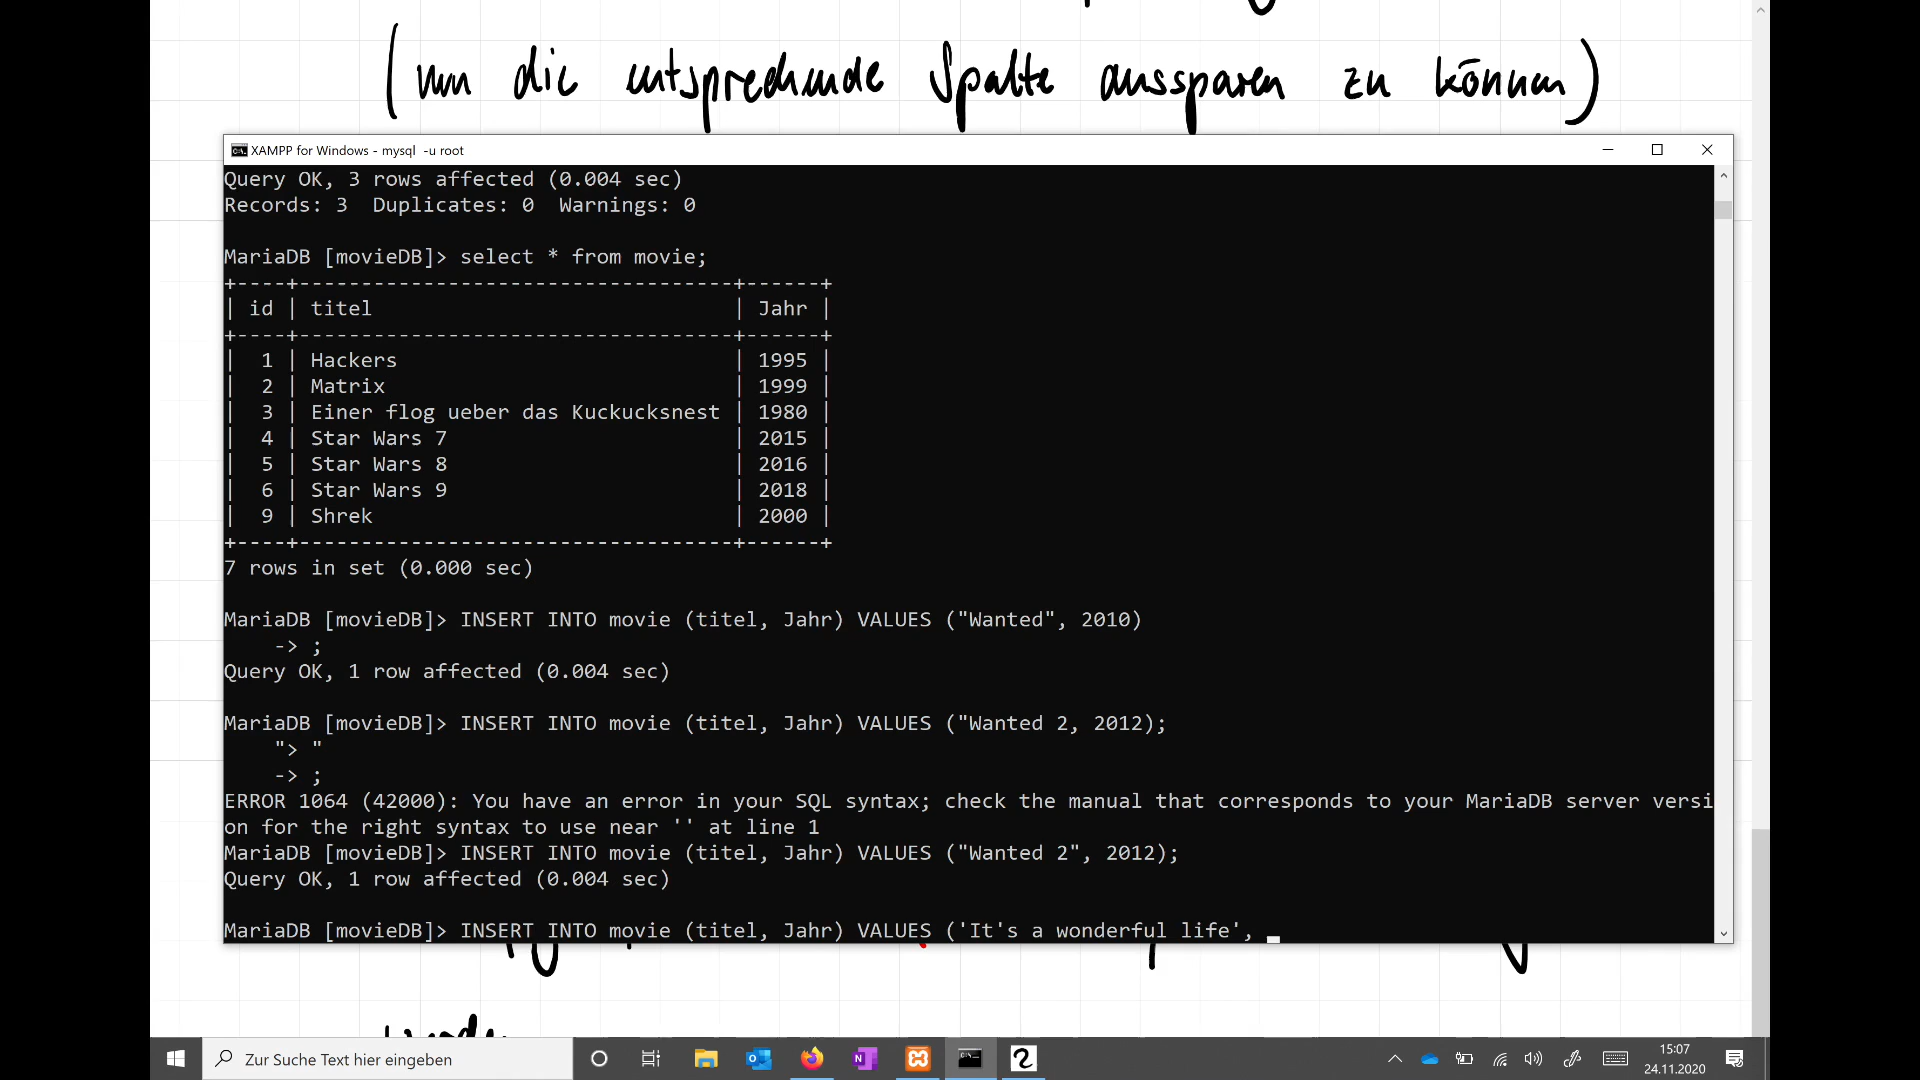 (um die entsprechende Spalte aussparen zu können)
XAMPP for Windows - mysql  -u root
Query OK, 3 rows affected (0.004 sec)
Records: 3  Duplicates: 0  Warnings: 0
MariaDB [movieDB]> select * from movie;
+----+-----------------------------------+------+
| id | titel                             | Jahr |
+----+-----------------------------------+------+
|  1 | Hackers                           | 1995 |
|  2 | Matrix                            | 1999 |
|  3 | Einer flog ueber das Kuckucksnest | 1980 |
|  4 | Star Wars 7                       | 2015 |
|  5 | Star Wars 8                       | 2016 |
|  6 | Star Wars 9                       | 2018 |
|  9 | Shrek                             | 2000 |
+----+-----------------------------------+------+
7 rows in set (0.000 sec)
MariaDB [movieDB]> INSERT INTO movie (titel, Jahr) VALUES ("Wanted", 2010)
    -> ;
Query OK, 1 row affected (0.004 sec)
MariaDB [movieDB]> INSERT INTO movie (titel, Jahr) VALUES ("Wanted 2, 2012);
    "> "
    -> ;
ERROR 1064 (42000): You have an error in your SQL syntax; check the manual that corresponds to your MariaDB server versi
on for the right syntax to use near '' at line 1
MariaDB [movieDB]> INSERT INTO movie (titel, Jahr) VALUES ("Wanted 2", 2012);
Query OK, 1 row affected (0.004 sec)
MariaDB [movieDB]> INSERT INTO movie (titel, Jahr) VALUES ('It's a wonderful life', _
Zur Suche Text hier eingeben
15:07
24.11.2020